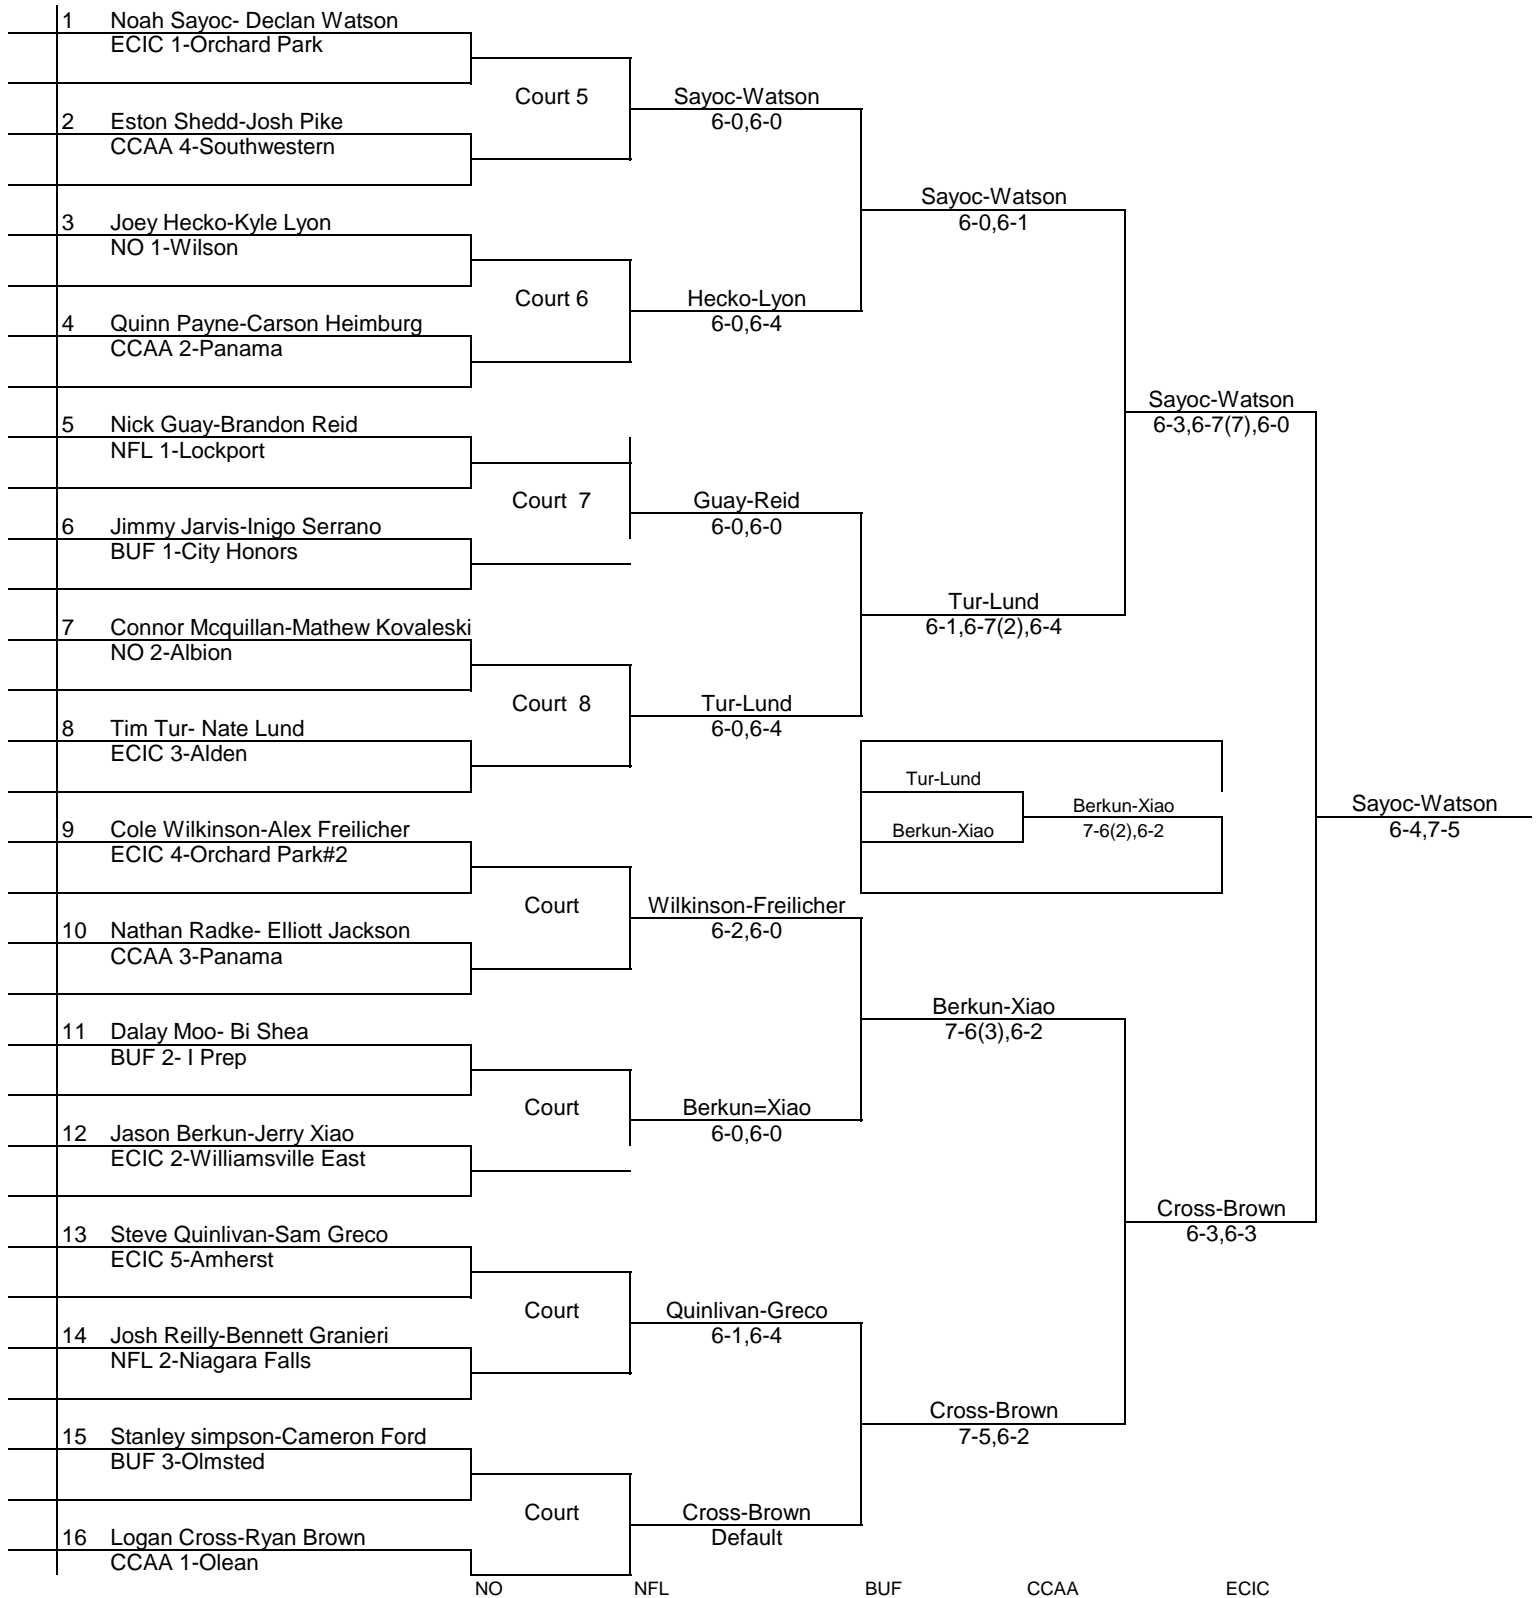 1 Noah Sayoc- Declan Watson
ECIC 1-Orchard Park
Court 5
Sayoc-Watson
6-0,6-0
2 Eston Shedd-Josh Pike
CCAA 4-Southwestern
Sayoc-Watson
6-0,6-1
3 Joey Hecko-Kyle Lyon
NO 1-Wilson
Court 6
Hecko-Lyon
6-0,6-4
4 Quinn Payne-Carson Heimburg
CCAA 2-Panama
Sayoc-Watson
6-3,6-7(7),6-0
5 Nick Guay-Brandon Reid
NFL 1-Lockport
Court 7
Guay-Reid
6-0,6-0
6 Jimmy Jarvis-Inigo Serrano
BUF 1-City Honors
Tur-Lund
6-1,6-7(2),6-4
7 Connor Mcquillan-Mathew Kovaleski
NO 2-Albion
Court 8
Tur-Lund
6-0,6-4
8 Tim Tur- Nate Lund
ECIC 3-Alden
Tur-Lund
Berkun-Xiao
Berkun-Xiao
7-6(2),6-2
Sayoc-Watson
6-4,7-5
9 Cole Wilkinson-Alex Freilicher
ECIC 4-Orchard Park#2
Court
Wilkinson-Freilicher
6-2,6-0
10 Nathan Radke- Elliott Jackson
CCAA 3-Panama
Berkun-Xiao
7-6(3),6-2
11 Dalay Moo- Bi Shea
BUF 2- I Prep
Court
Berkun=Xiao
6-0,6-0
12 Jason Berkun-Jerry Xiao
ECIC 2-Williamsville East
Cross-Brown
6-3,6-3
13 Steve Quinlivan-Sam Greco
ECIC 5-Amherst
Court
Quinlivan-Greco
6-1,6-4
14 Josh Reilly-Bennett Granieri
NFL 2-Niagara Falls
Cross-Brown
7-5,6-2
15 Stanley simpson-Cameron Ford
BUF 3-Olmsted
Court
Cross-Brown
Default
16 Logan Cross-Ryan Brown
CCAA 1-Olean
NO NFL BUF CCAA ECIC